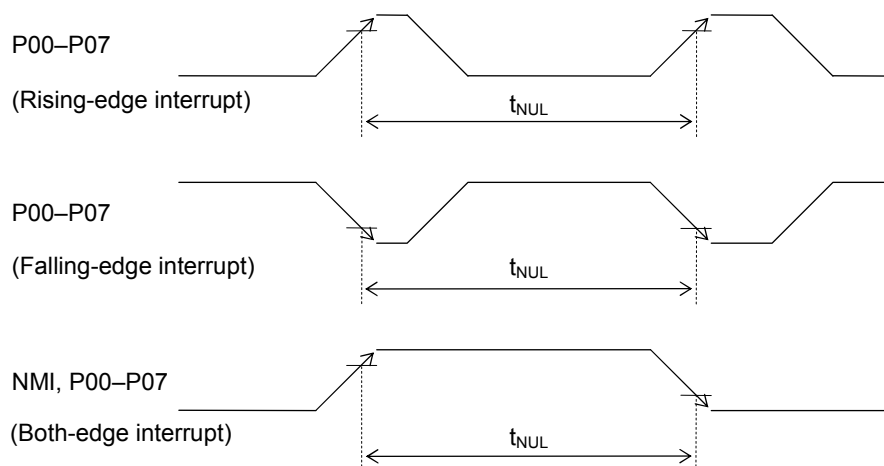 P00–P07
(Rising-edge interrupt)
tNUL
P00–P07
(Falling-edge interrupt)
tNUL
NMI, P00–P07
(Both-edge interrupt)
tNUL